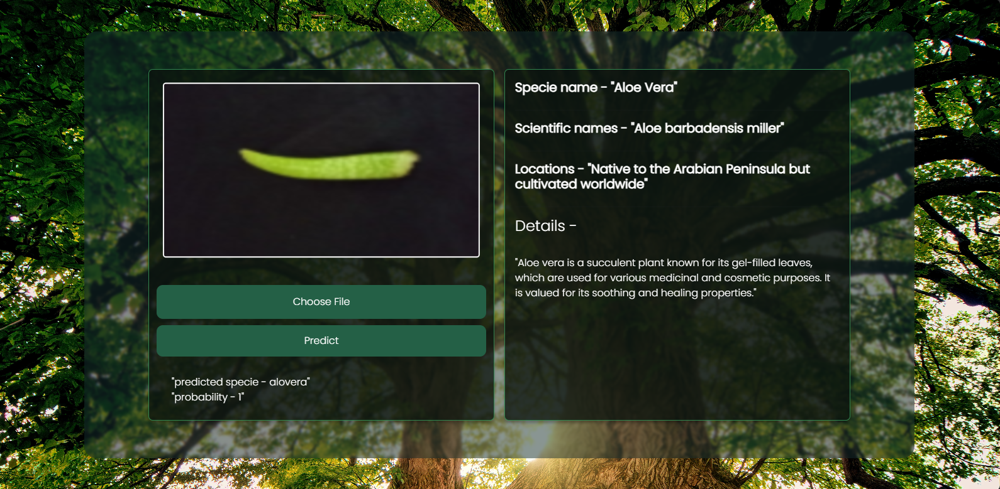 Choose File
Predict
"predicted specie - alovera"
"probability - 1"
Specie name - "Aloe Vera"
Scientific names - "Aloe barbadensis miller"
Locations - "Native to the Arabian Peninsula but
cultivated worldwide"
Details -
"Aloe vera is a succulent plant known for its gel-filled leaves,
which are used for various medicinal and cosmetic purposes. It
is valued for its soothing and healing properties."